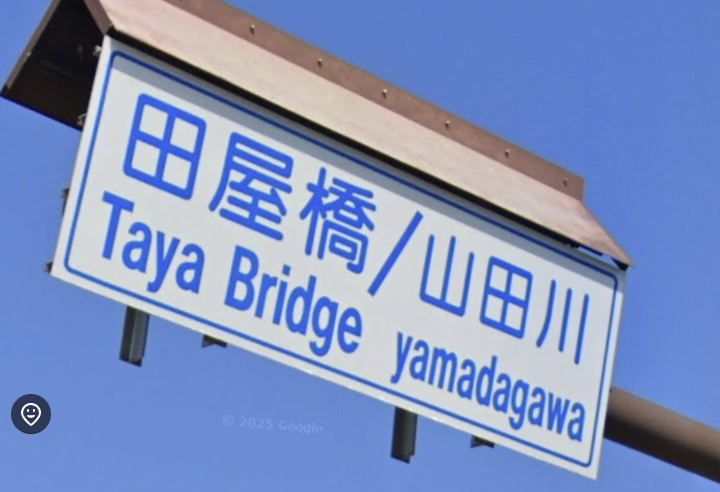 田屋橋/山田川
Taya Bridge yamadagawa
© 2025 Google